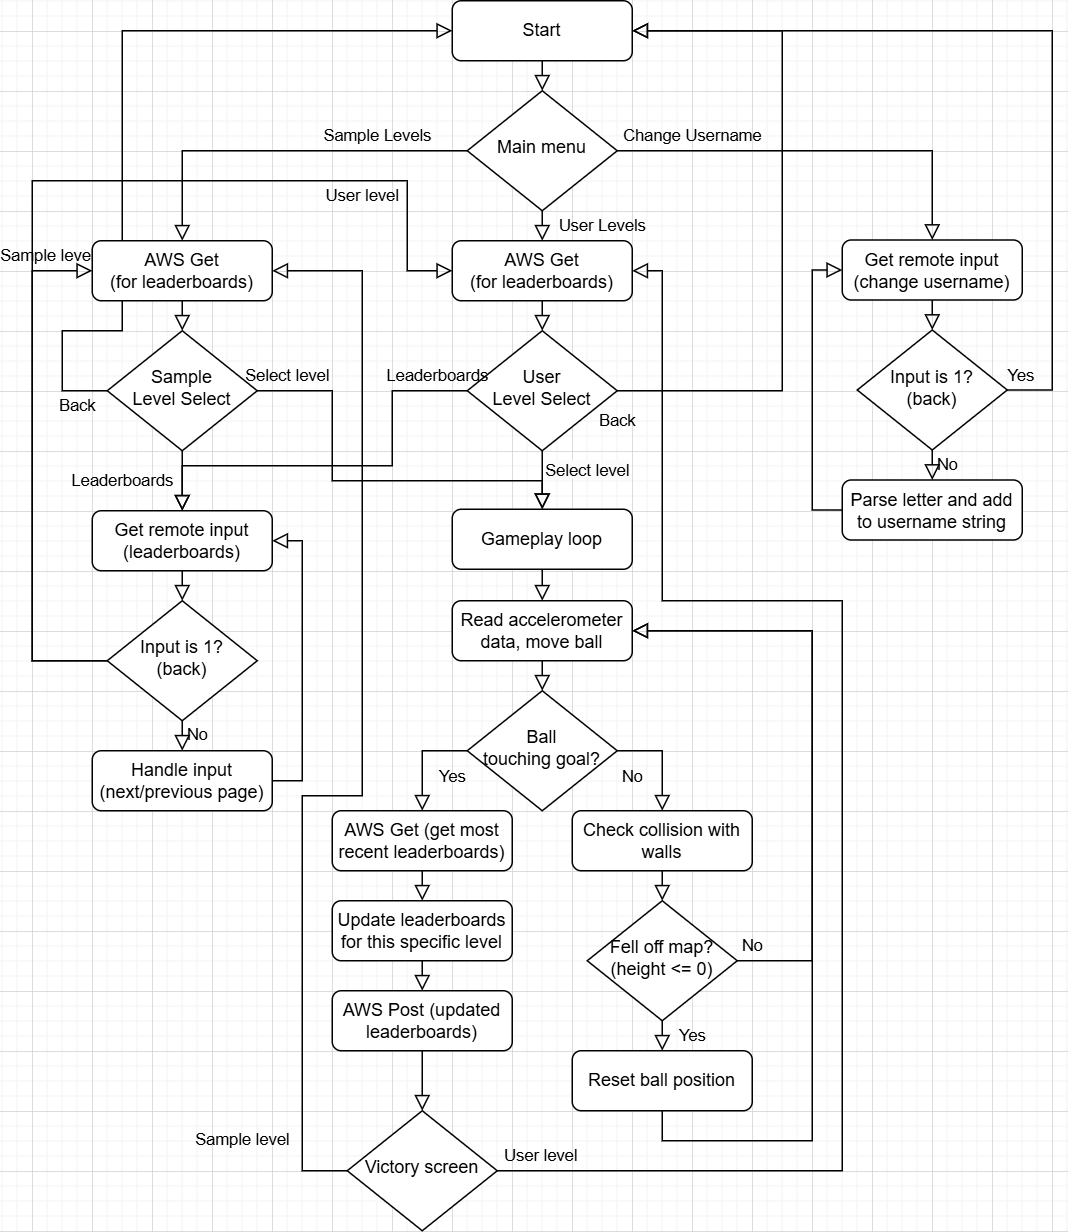 Start
Main menu
Sample Levels
Change Username
User level
User Levels
Sample leve
AWS Get
(for leaderboards)
AWS Get
(for leaderboards)
Get remote input
(change username)
Sample
Level Select
Select level
Back
Leaderboards
User
Level Select
Back
Input is 1?
(back)
Yes
No
Leaderboards
Select level
Parse letter and add
to username string
Get remote input
(leaderboards)
Gameplay loop
Input is 1?
(back)
No
Read accelerometer
data, move ball
Handle input
(next/previous page)
Ball
touching goal?
Yes
No
AWS Get (get most
recent leaderboards)
Check collision with
walls
Update leaderboards
for this specific level
Fell off map?
(height <= 0)
No
AWS Post (updated
leaderboards)
Yes
Reset ball position
Sample level
Victory screen
User level